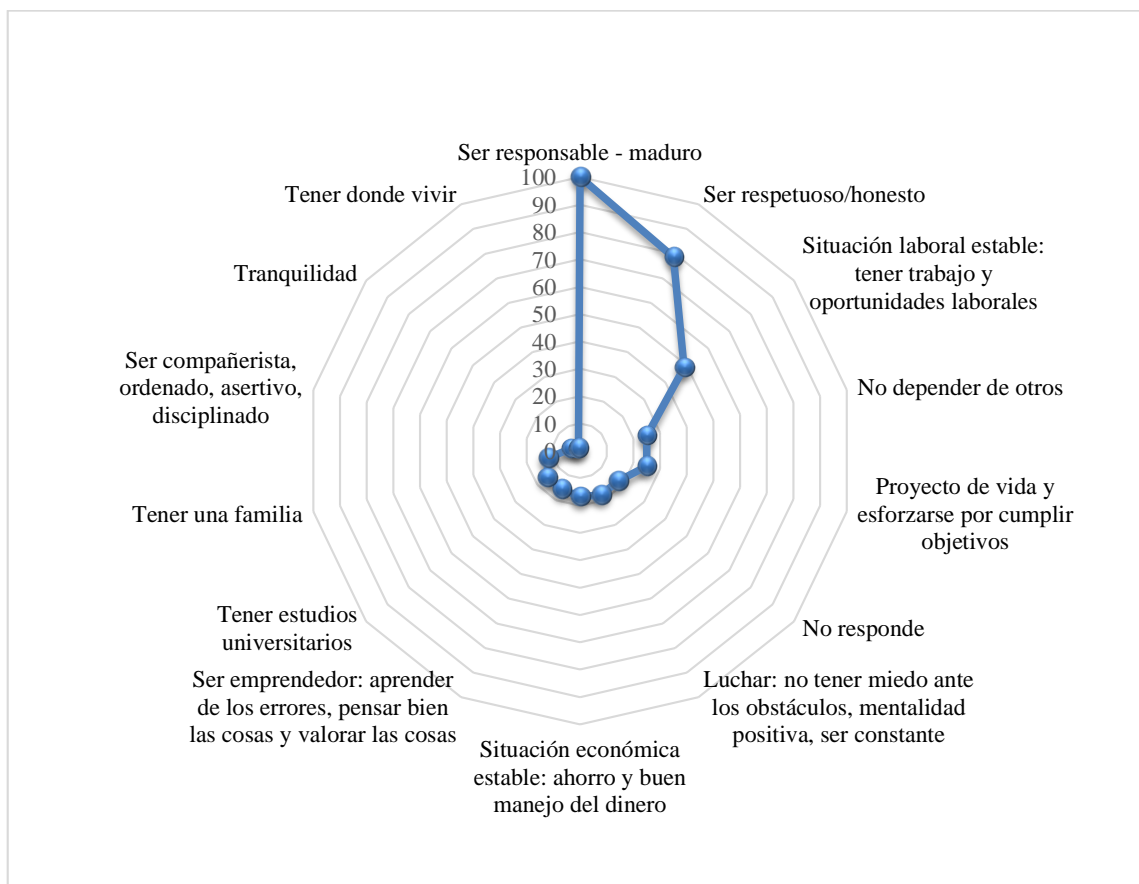 Ser responsable - maduro
Ser respetuoso/honesto
Situación laboral estable:
tener trabajo y
oportunidades laborales
No depender de otros
Proyecto de vida y
esforzarse por cumplir
objetivos
No responde
Luchar: no tener miedo ante
los obstáculos, mentalidad
positiva, ser constante
Situación económica
estable: ahorro y buen
manejo del dinero
Ser emprendedor: aprender
de los errores, pensar bien
las cosas y valorar las cosas
Tener estudios
universitarios
Tener una familia
Ser compañerista,
ordenado, asertivo,
disciplinado
Tranquilidad
Tener donde vivir
100
90
80
70
60
50
40
30
20
10
0